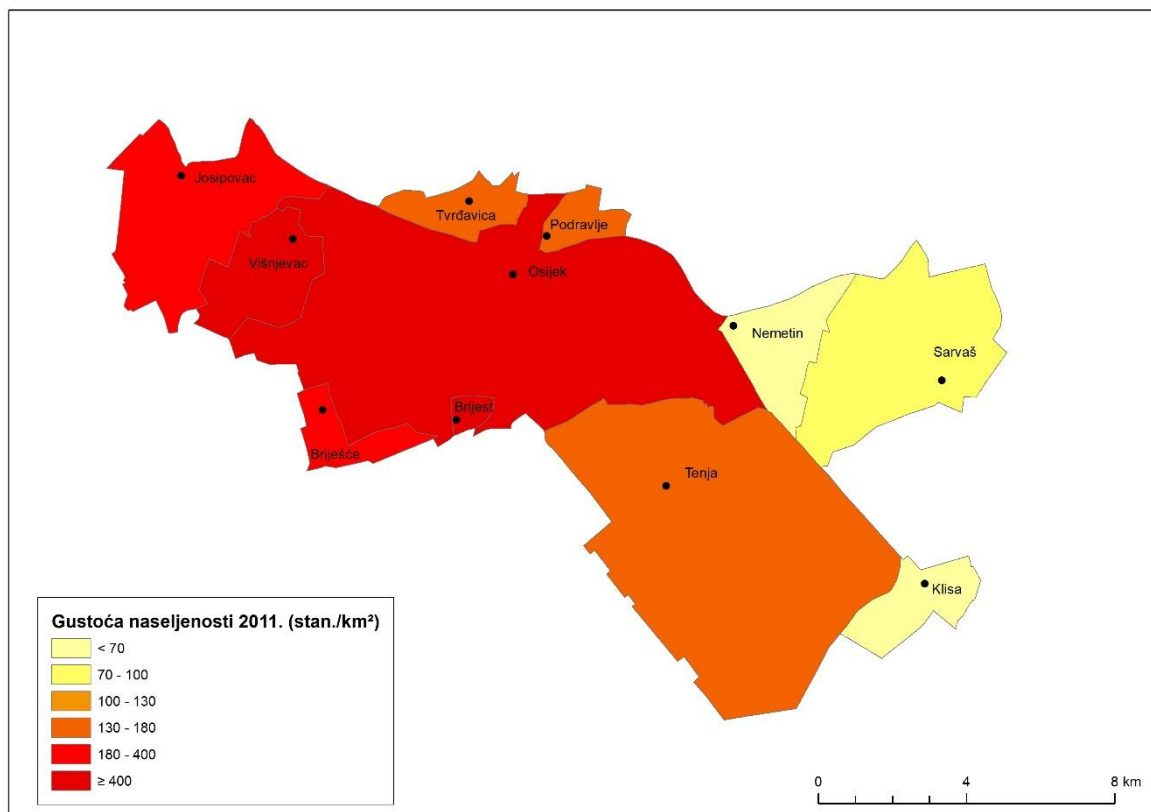 Josipovac
Tvrđavica
Podravlje
Višnjevac
Osijek
Nemetin
Sarvaš
Brijest
Briješće
Tenja
Klisa
Gustoća naseljenosti 2011. (stan./km²)
< 70
70 - 100
100 - 130
130 - 180
180 - 400
≥ 400
0 4 8 km